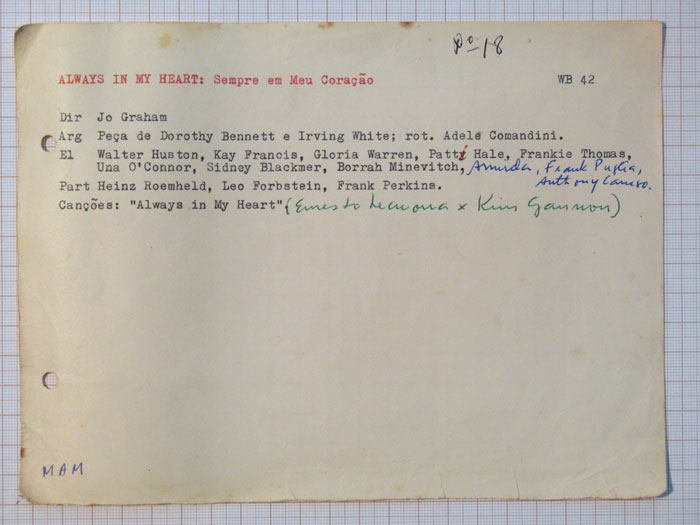 Pº 18
ALWAYS IN MY HEART: Sempre em Meu Coração WB 42
Dir Jo Graham
Arg Peça de Dorothy Bennett e Irving White; rot. Adele Comandini.
El Walter Huston, Kay Francis, Gloria Warren, Patti Hale, Frankie Thomas,
Una O'Connor, Sidney Blackmer, Borrah Minevitch, Armida, Frank Puglia,
Anthony Caruso.
Part Heinz Roemheld, Leo Forbstein, Frank Perkins.
Canções: "Always in My Heart" (Ernesto Lecuona x Kim Gannon)
MAM